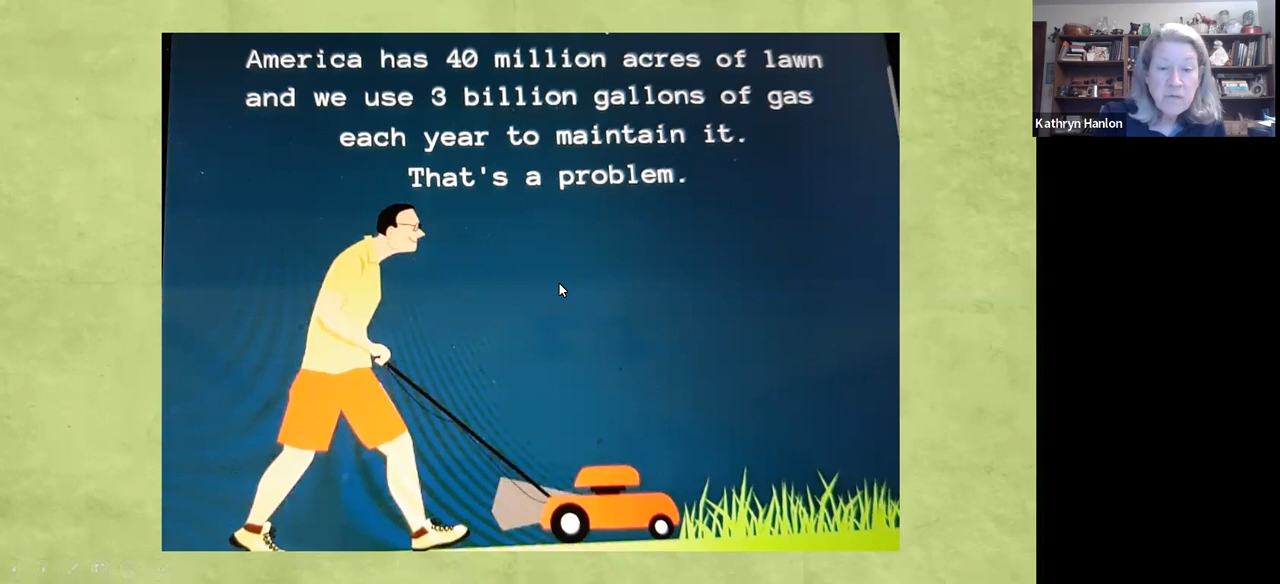 America has 40 million acres of lawn
and we use 3 billion gallons of gas
each year to maintain it.
That's a problem.
Kathryn Hanlon